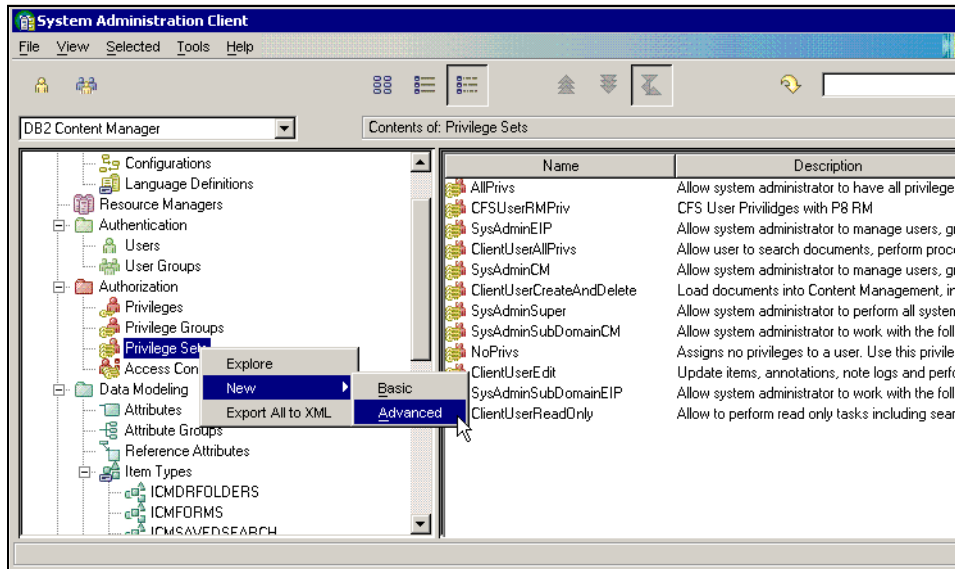 System Administration Client
File View Selected Tools Help
DB2 Content Manager
Contents of: Privilege Sets
Configurations
Language Definitions
Resource Managers
Authentication
Users
User Groups
Authorization
Privileges
Privilege Groups
Privilege Sets
Access Con
Data Modeling
Attributes
Attribute Groups
Reference Attributes
Item Types
ICMDRFOLDERS
ICMFORMS
ICMSAVEDSEARCH
Explore
New
Export All to XML
Basic
Advanced
Name Description
AllPrivs Allow system administrator to have all privilege
CFSUserRMPriv CFS User Privilidges with P8 RM
SysAdminEIP Allow system administrator to manage users, gr
ClientUserAllPrivs Allow user to search documents, perform proc
SysAdminCM Allow system administrator to manage users, gr
ClientUserCreateAndDelete Load documents into Content Management, in
SysAdminSuper Allow system administrator to perform all system
SysAdminSubDomainCM Allow system administrator to work with the foll
NoPrivs Assigns no privileges to a user. Use this privile
ClientUserEdit Update items, annotations, note logs and perfo
SysAdminSubDomainEIP Allow system administrator to work with the foll
ClientUserReadOnly Allow to perform read only tasks including sear